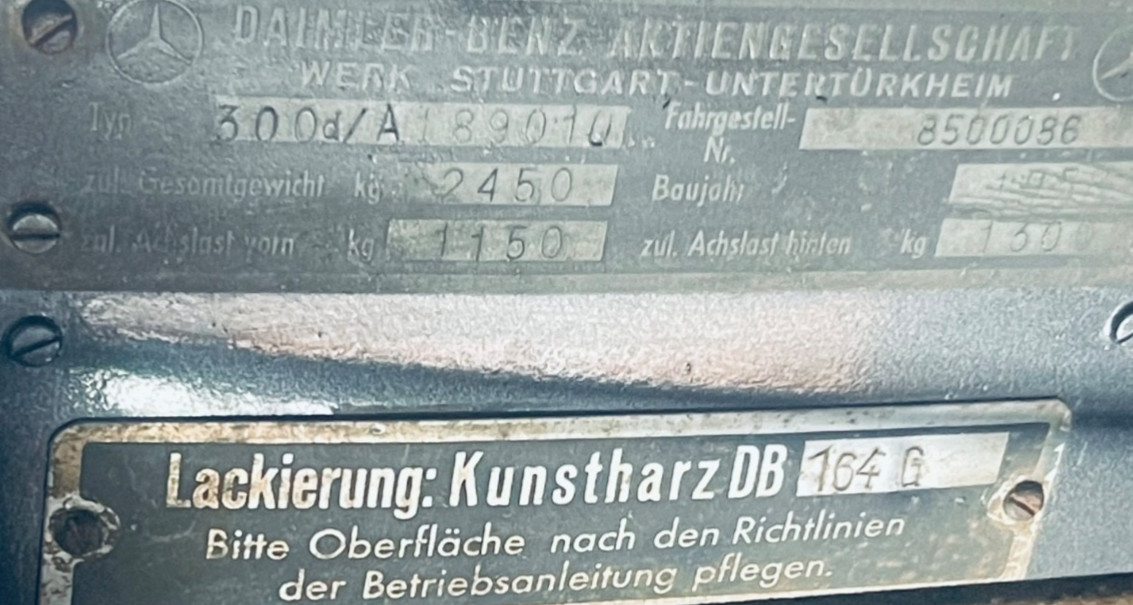 DAIMLER-BENZ AKTIENGESELLSCHAFT
WERK STUTTGART-UNTERTÜRKHEIM
Typ 300d/A 189010 Fahrgestell-Nr. 8500086
zul. Gesamtgewicht kg 2450 Baujahr
zul. Achslast vorn kg 1150 zul. Achslast hinten kg
Lackierung: Kunstharz DB 164 G
Bitte Oberfläche nach den Richtlinien
der Betriebsanleitung pflegen.